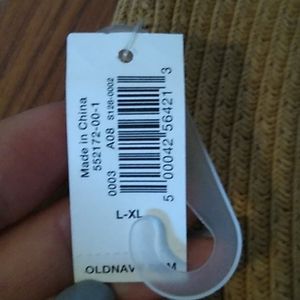 Made in China
552172-00-1
0003 A08 S128-0002
5 00042 56421 3
L-XL